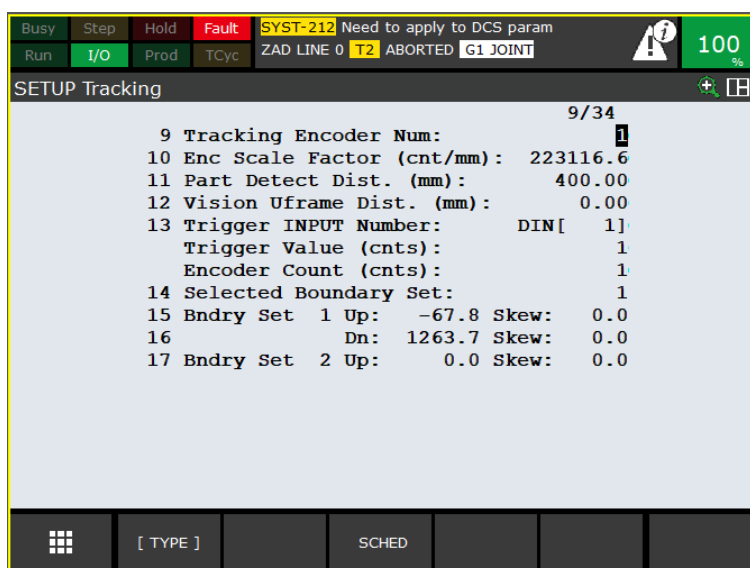 Busy Step Hold Fault SYST-212 Need to apply to DCS param
Run I/O Prod TCyc ZAD LINE 0 T2 ABORTED G1 JOINT
100
%
SETUP Tracking
9/34
9 Tracking Encoder Num: 1
10 Enc Scale Factor (cnt/mm): 223116.6
11 Part Detect Dist. (mm): 400.00
12 Vision Uframe Dist. (mm): 0.00
13 Trigger INPUT Number: DIN[ 1]
Trigger Value (cnts): 1
Encoder Count (cnts): 1
14 Selected Boundary Set: 1
15 Bndry Set 1 Up: -67.8 Skew: 0.0
16 Dn: 1263.7 Skew: 0.0
17 Bndry Set 2 Up: 0.0 Skew: 0.0
[ TYPE ] SCHED